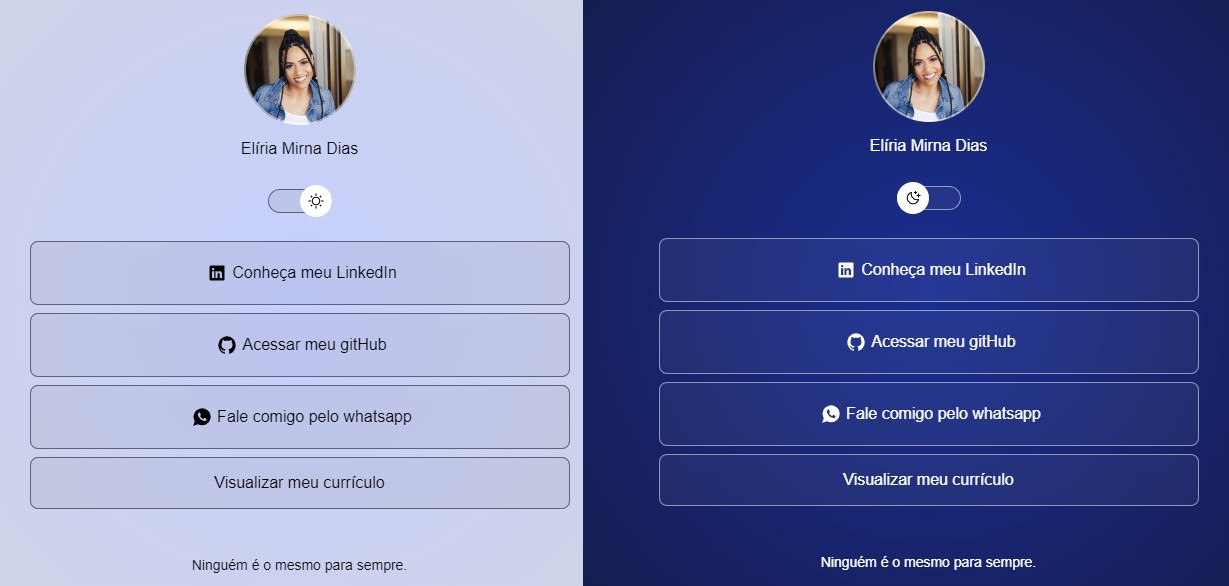 Elíria Mirna Dias
Conheça meu LinkedIn
Acessar meu gitHub
Fale comigo pelo whatsapp
Visualizar meu currículo
Ninguém é o mesmo para sempre.
Elíria Mirna Dias
Conheça meu LinkedIn
Acessar meu gitHub
Fale comigo pelo whatsapp
Visualizar meu currículo
Ninguém é o mesmo para sempre.